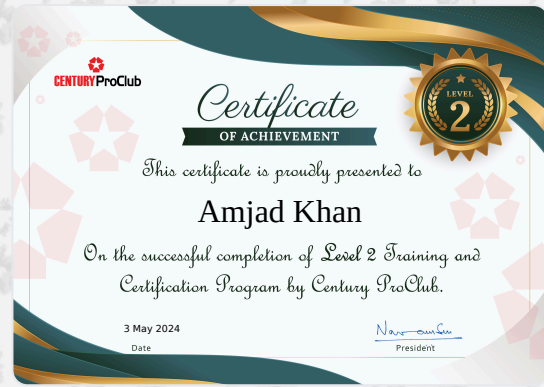 CENTURY ProClub
LEVEL
2
Certificate
OF ACHIEVEMENT
This certificate is proudly presented to
Amjad Khan
On the successful completion of Level 2 Training and
Certification Program by Century ProClub.
3 May 2024
Date
President